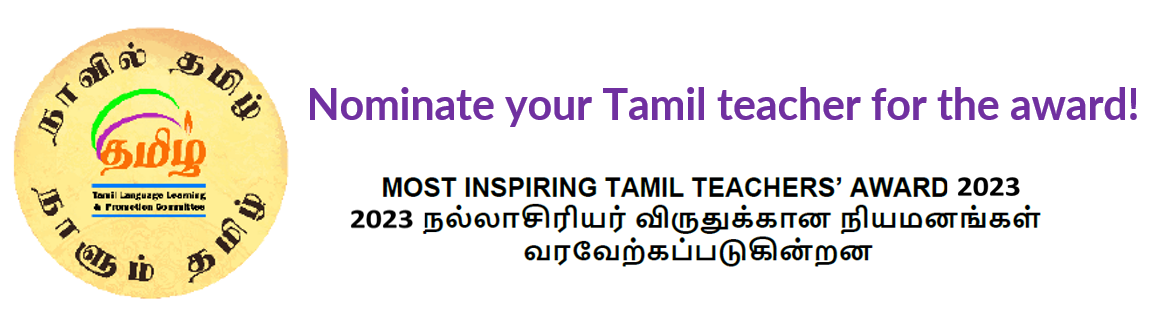 நாவில் தமிழ்
தமிழ்
Tamil Language Learning
& Promotion Committee
நாளும் தமிழ்
Nominate your Tamil teacher for the award!
MOST INSPIRING TAMIL TEACHERS’ AWARD 2023
2023 நல்லாசிரியர் விருதுக்கான நியமனங்கள்
வரவேற்கப்படுகின்றன